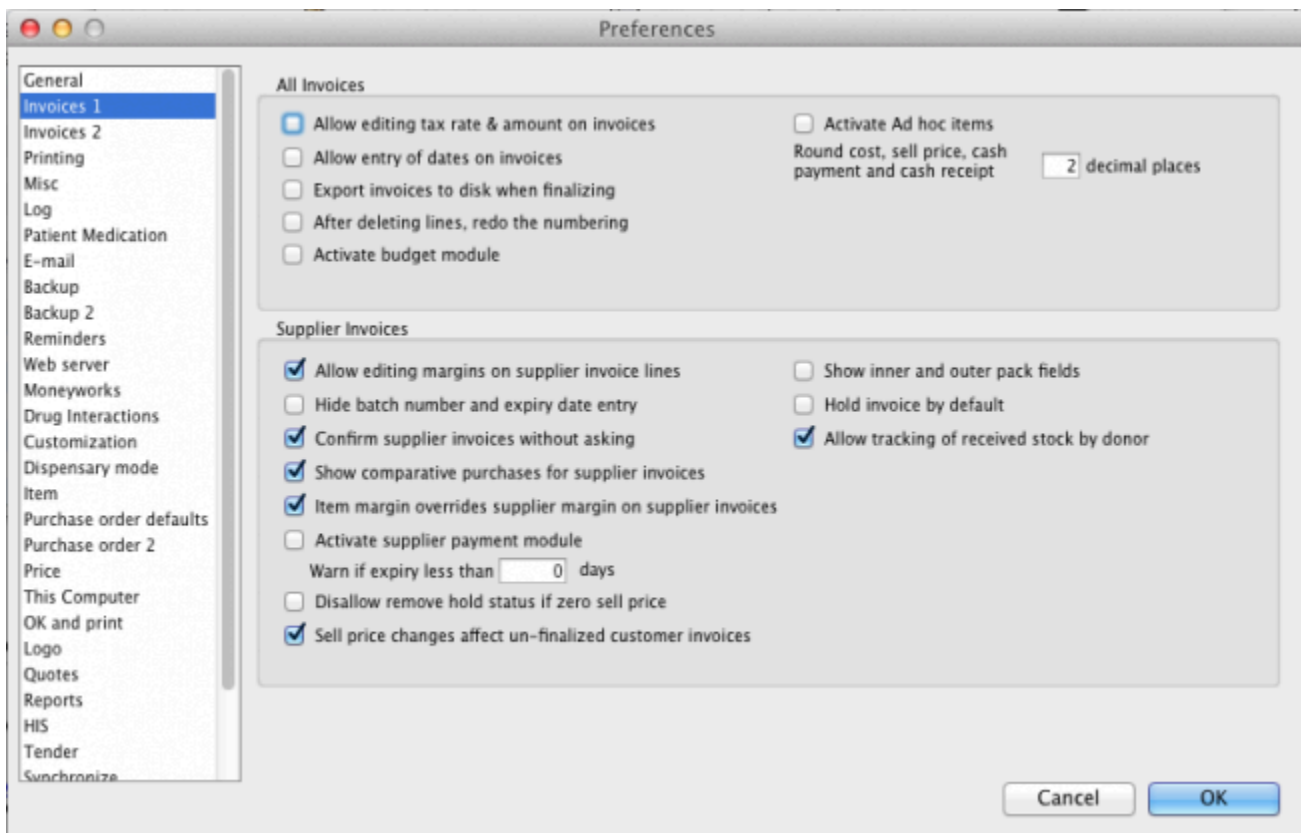 Preferences
General
Invoices 1
Invoices 2
Printing
Misc
Log
Patient Medication
E-mail
Backup
Backup 2
Reminders
Web server
Moneyworks
Drug Interactions
Customization
Dispensary mode
Item
Purchase order defaults
Purchase order 2
Price
This Computer
OK and print
Logo
Quotes
Reports
HIS
Tender
Synchronize
All Invoices
Allow editing tax rate & amount on invoices
Allow entry of dates on invoices
Export invoices to disk when finalizing
After deleting lines, redo the numbering
Activate budget module
Activate Ad hoc items
Round cost, sell price, cash
payment and cash receipt 2 decimal places
Supplier Invoices
Allow editing margins on supplier invoice lines
Hide batch number and expiry date entry
Confirm supplier invoices without asking
Show comparative purchases for supplier invoices
Item margin overrides supplier margin on supplier invoices
Activate supplier payment module
Warn if expiry less than 0 days
Disallow remove hold status if zero sell price
Sell price changes affect un-finalized customer invoices
Show inner and outer pack fields
Hold invoice by default
Allow tracking of received stock by donor
Cancel
OK